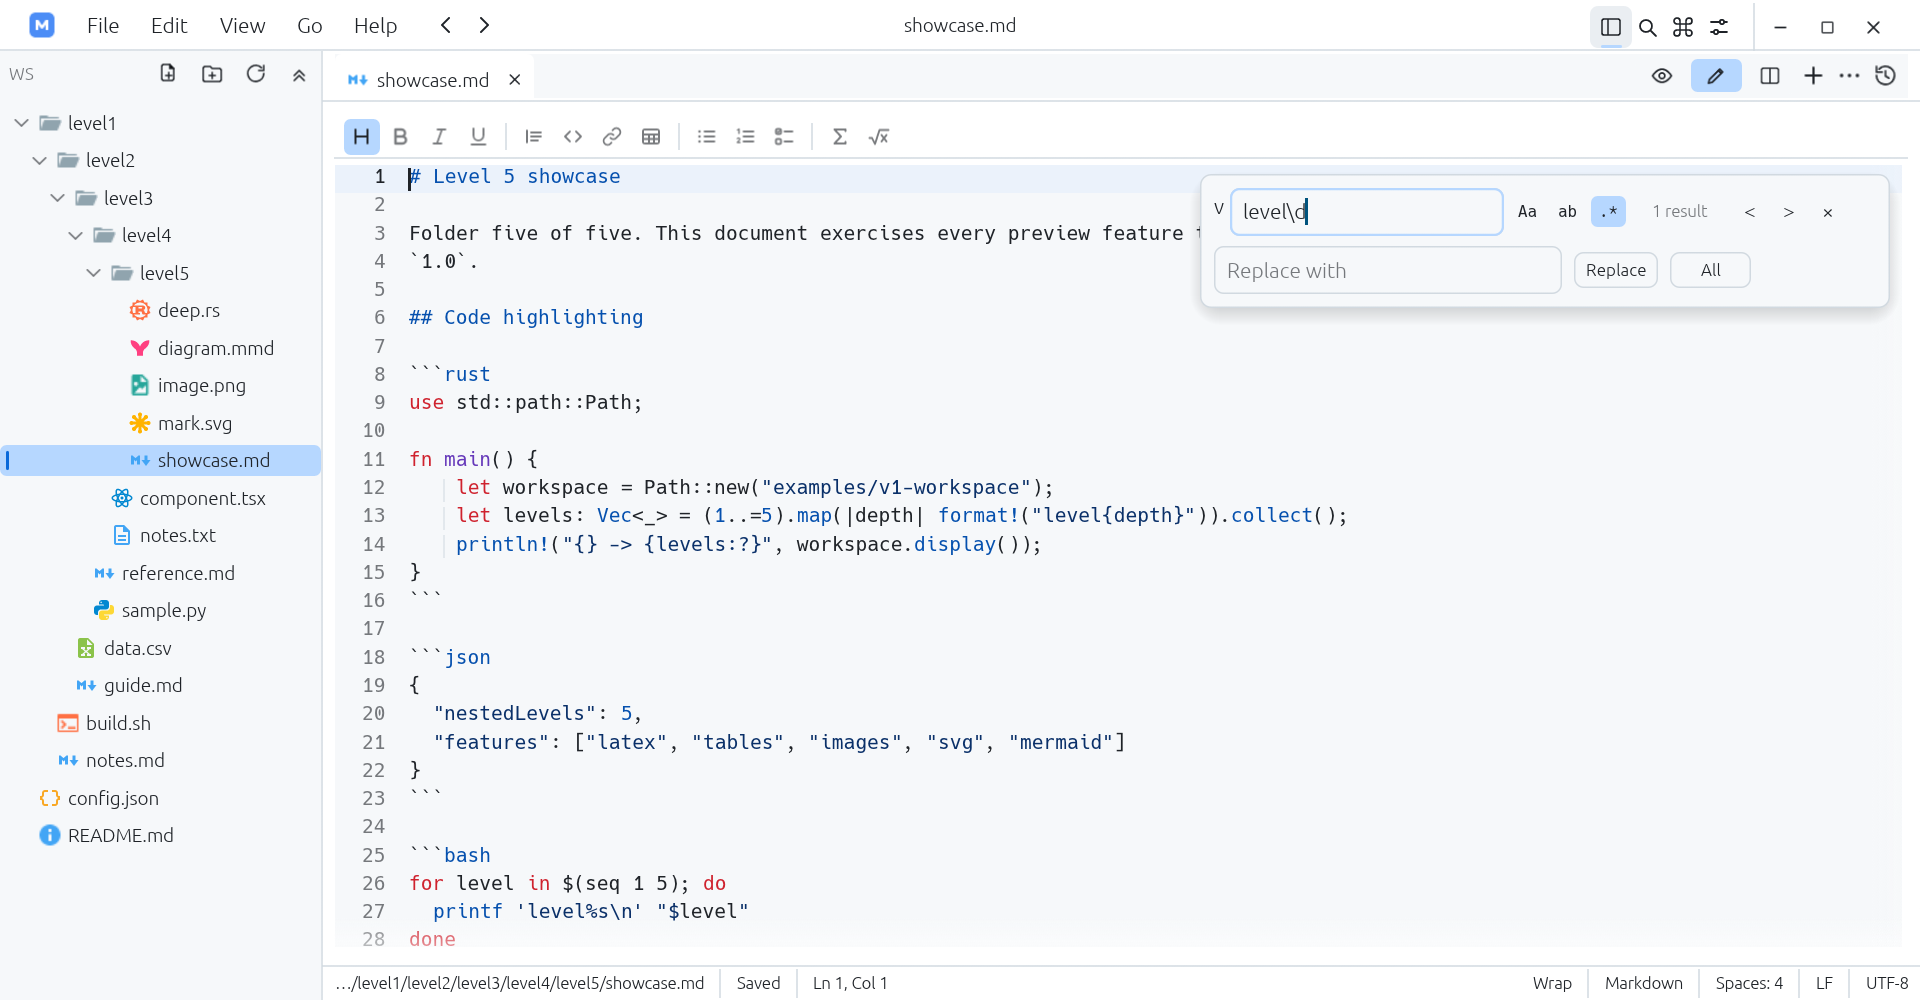 M File Edit View Go Help showcase.md
WS
showcase.md
level1
level2
level3
level4
level5
deep.rs
diagram.mmd
image.png
mark.svg
showcase.md
component.tsx
notes.txt
reference.md
sample.py
data.csv
guide.md
build.sh
notes.md
config.json
README.md
H B I U
V level\d Aa ab .* 1 result < > ×
Replace with Replace All
1 # Level 5 showcase
2
3 Folder five of five. This document exercises every preview feature
4 `1.0`.
5
6 ## Code highlighting
7
8 ```rust
9 use std::path::Path;
10
11 fn main() {
12 let workspace = Path::new("examples/v1-workspace");
13 let levels: Vec<_> = (1..=5).map(|depth| format!("level{depth}")).collect();
14 println!("{} -> {levels:?}", workspace.display());
15 }
16 ```
17
18 ```json
19 {
20 "nestedLevels": 5,
21 "features": ["latex", "tables", "images", "svg", "mermaid"]
22 }
23 ```
24
25 ```bash
26 for level in $(seq 1 5); do
27 printf 'level%s\n' "$level"
28 done
…/level1/level2/level3/level4/level5/showcase.md Saved Ln 1, Col 1 Wrap Markdown Spaces: 4 LF UTF-8